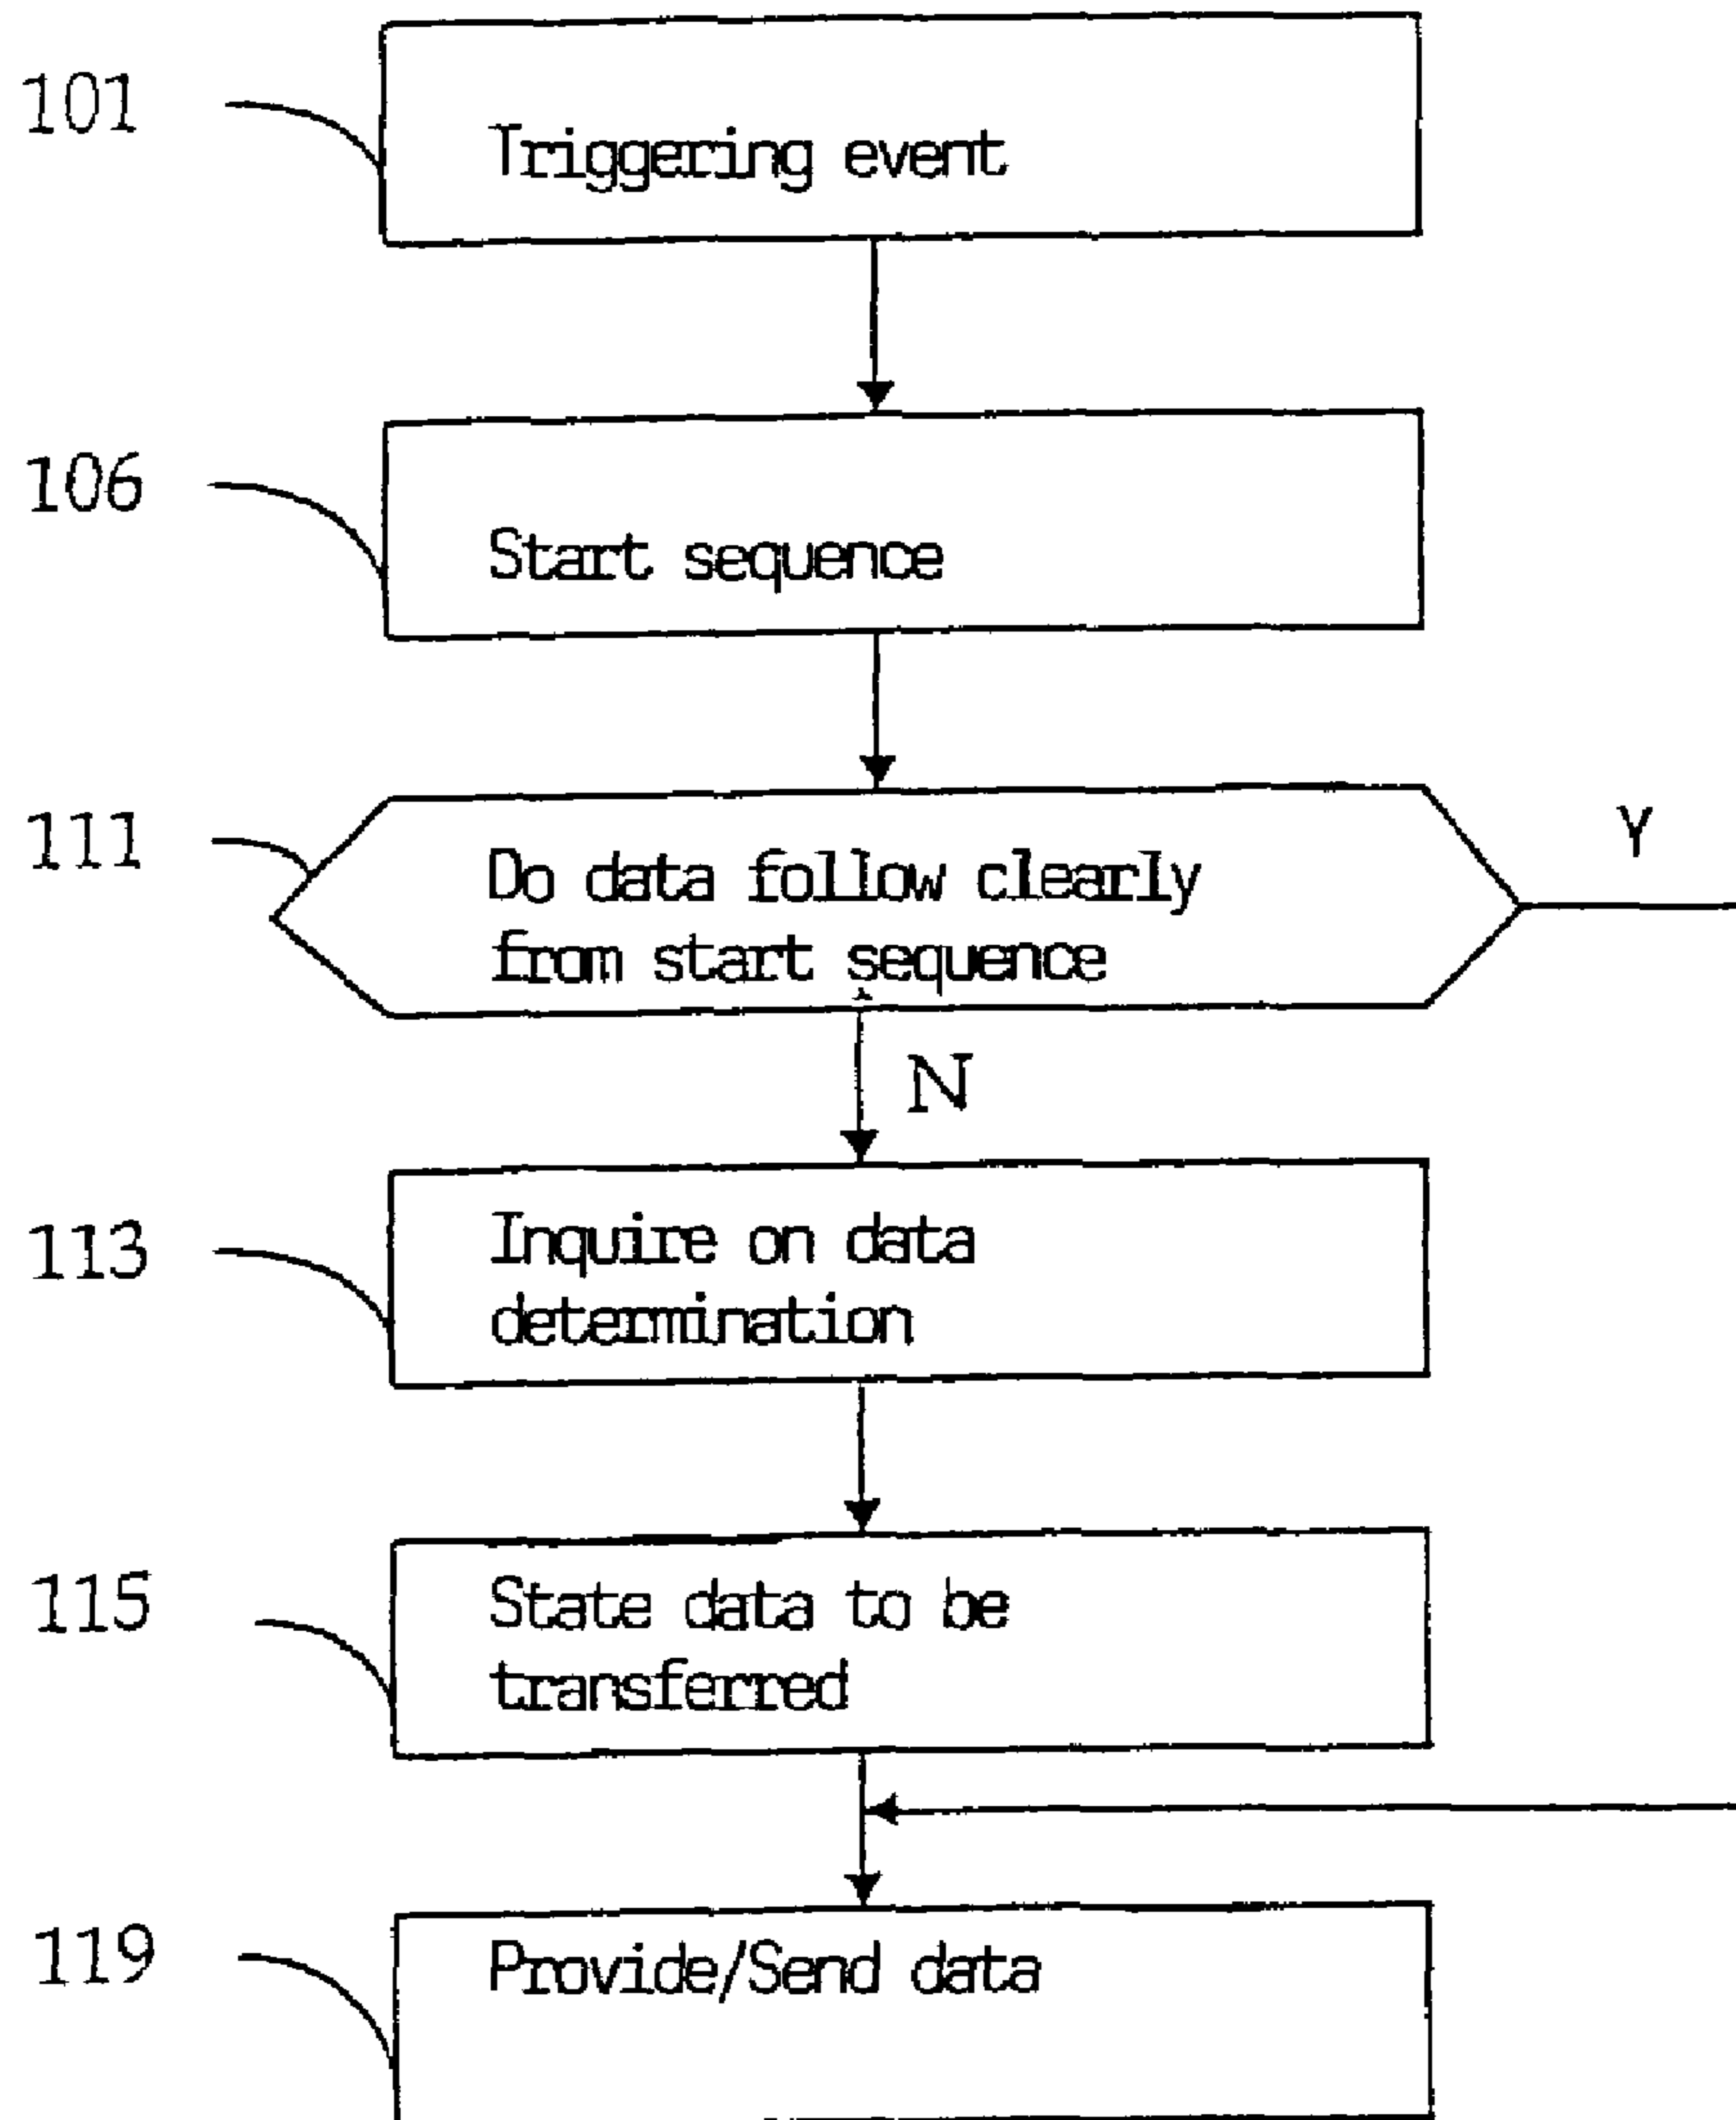 101
Triggering event
106
Start sequence
111
Do data follow clearly
from start sequence
Y
N
113
Inquire on data
determination
115
State data to be
transferred
119
Provide/Send data